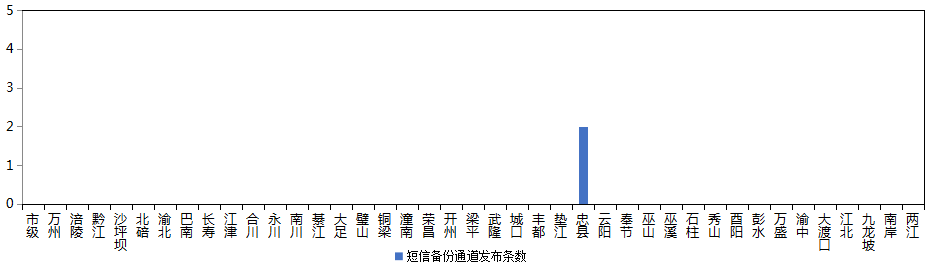 5
4
3
2
1
0
市级
万州
涪陵
黔江
沙坪坝
北碚
渝北
巴南
长寿
江津
合川
永川
南川
綦江
大足
璧山
铜梁
潼南
荣昌
开州
梁平
武隆
城口
丰都
垫江
忠县
云阳
奉节
巫山
巫溪
石柱
秀山
酉阳
彭水
万盛
渝中
大渡口
江北
九龙坡
南岸
两江
短信备份通道发布条数